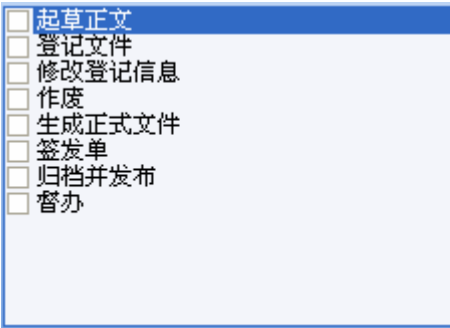 起草正文
登记文件
修改登记信息
作废
生成正式文件
签发单
归档并发布
督办